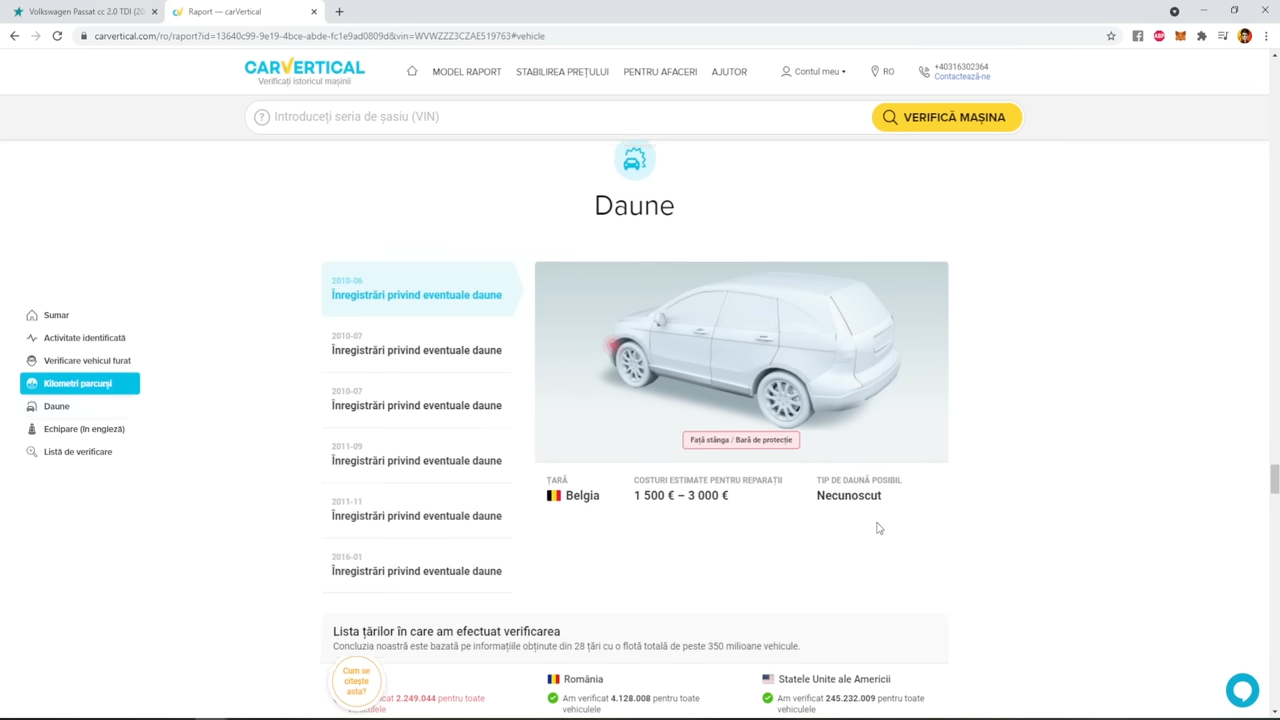 Volkswagen Passat cc 2.0 TDI (20
Raport — carVertical
carvertical.com/ro/raport?id=13640c99-9e19-4bce-abde-fc1e9ad0809d&vin=WVWZZZ3CZAE519763#vehicle
CARVERTICAL
Verificați istoricul mașinii
MODEL RAPORT
STABILIREA PREȚULUI
PENTRU AFACERI
AJUTOR
Contul meu
RO
+40316302364
Contactează-ne
? Introduceți seria de șasiu (VIN)
VERIFICĂ MAȘINA
Daune
Sumar
Activitate identificată
Verificare vehicul furat
Kilometri parcurși
Daune
Echipare (în engleză)
Listă de verificare
2010-06
Înregistrări privind eventuale daune
2010-07
Înregistrări privind eventuale daune
2010-07
Înregistrări privind eventuale daune
2011-09
Înregistrări privind eventuale daune
2011-11
Înregistrări privind eventuale daune
2016-01
Înregistrări privind eventuale daune
Față stânga / Bară de protecție
ȚARĂ
Belgia
COSTURI ESTIMATE PENTRU REPARAȚII
1 500 € – 3 000 €
TIP DE DAUNĂ POSIBIL
Necunoscut
Lista țărilor în care am efectuat verificarea
Concluzia noastră este bazată pe informațiile obținute din 28 țări cu o flotă totală de peste 350 milioane vehicule.
Cum se
citește
asta?
2.249.044 pentru toate
România
Am verificat 4.128.008 pentru toate
vehiculele
Statele Unite ale Americii
Am verificat 245.232.009 pentru toate
vehiculele